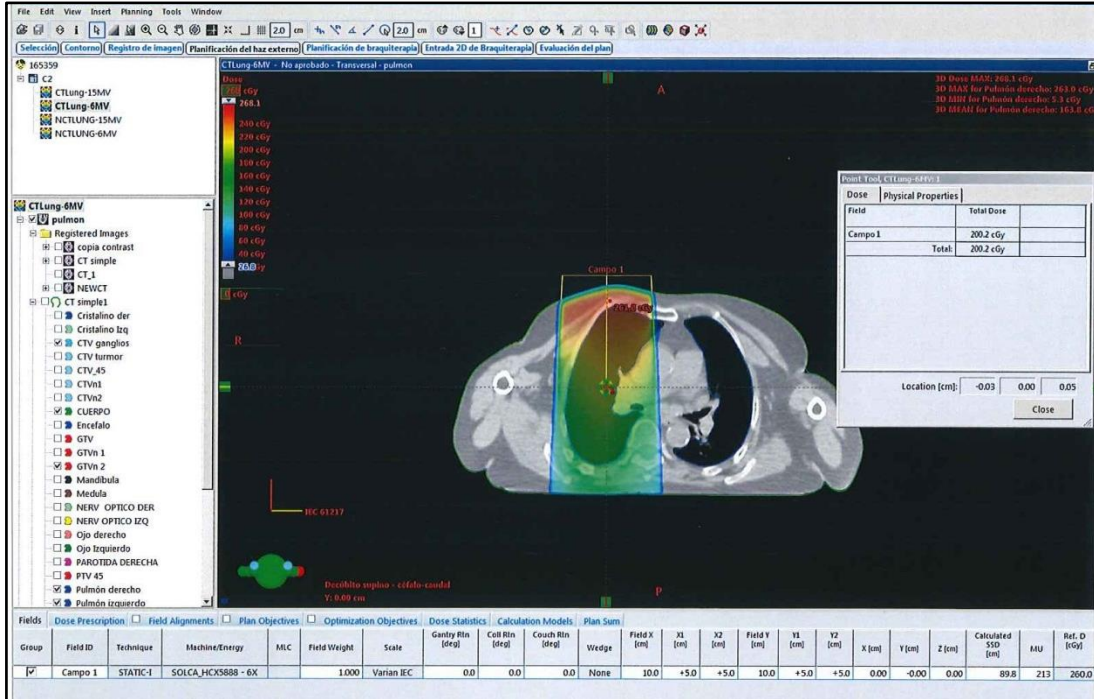 File Edit View Insert Planning Tools Window
2.0 cm 2.0 cm 1
Selección Contorno Registro de imagen Planificación del haz externo Planificación de braquiterapia Entrada 2D de Braquiterapia Evaluación del plan
165359
C2
CTLung-15MV
CTLung-6MV
NCTLUNG-15MV
NCTLUNG-6MV
CTLung-6MV
pulmon
Registered Images
copia contrast
CT simple
CT_1
NEWCT
CT simple1
Cristalino der
Cristalino Izq
CTV ganglios
CTV turmor
CTV_45
CTVn1
CTVn2
CUERPO
Encefalo
GTV
GTVn 1
GTVn 2
Mandibula
Medula
NERV OPTICO DER
NERV OPTICO IZQ
Ojo derecho
Ojo Izquierdo
PAROTIDA DERECHA
PTV 45
Pulmón derecho
Pulmón izquierdo
CTLung-6MV - No aprobado - Transversal - pulmon
Dose
cGy
268.1
240 cGy
220 cGy
200 cGy
180 cGy
160 cGy
140 cGy
120 cGy
100 cGy
80 cGy
60 cGy
40 cGy
26.8
0 cGy
A
R
P
3D Dose MAX: 268.1 cGy
3D MAX for Pulmón derecho: 263.0 cGy
3D MIN for Pulmón derecho: 5.3 cGy
3D MEAN for Pulmón derecho: 163.8 cG
Campo 1
IEC 61217
Decúbito supino - céfalo-caudal
Y: 0.00 cm
Point Tool, CTLung-6MV:1
Dose Physical Properties
Field Total Dose
Campo 1 200.2 cGy
Total: 200.2 cGy
Location [cm]: -0.03 0.00 0.05
Close
Fields Dose Prescription Field Alignments Plan Objectives Optimization Objectives Dose Statistics Calculation Models Plan Sum
Group Field ID Technique Machine/Energy MLC Field Weight Scale Gantry Rtn [deg] Coll Rtn [deg] Couch Rtn [deg] Wedge Field X [cm] X1 [cm] X2 [cm] Field Y [cm] Y1 [cm] Y2 [cm] X [cm] Y [cm] Z [cm] Calculated SSD [cm] MU Ref. D [cGy]
Campo 1 STATIC-I SOLCA_HCX5888 - 6X 1.000 Varian IEC 0.0 0.0 0.0 None 10.0 +5.0 +5.0 10.0 +5.0 +5.0 0.00 -0.00 0.00 89.8 213 260.0